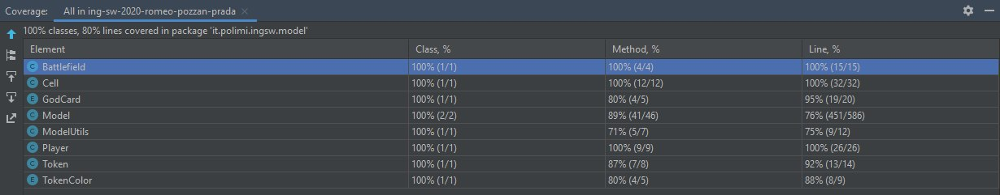 Coverage: All in ing-sw-2020-romeo-pozzan-prada
100% classes, 80% lines covered in package 'it.polimi.ingsw.model'
Element Class, % Method, % Line, %
C Battlefield 100% (1/1) 100% (4/4) 100% (15/15)
C Cell 100% (1/1) 100% (12/12) 100% (32/32)
E GodCard 100% (1/1) 80% (4/5) 95% (19/20)
C Model 100% (2/2) 89% (41/46) 76% (451/586)
C ModelUtils 100% (1/1) 71% (5/7) 75% (9/12)
C Player 100% (1/1) 100% (9/9) 100% (26/26)
C Token 100% (1/1) 87% (7/8) 92% (13/14)
E TokenColor 100% (1/1) 80% (4/5) 88% (8/9)